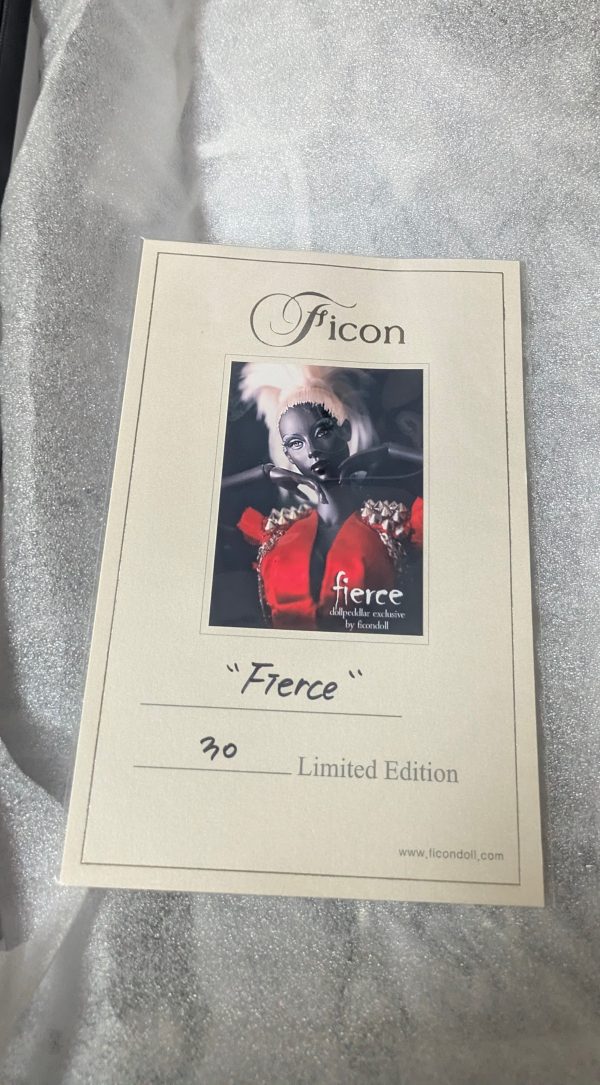 Ficon
fierce
dollpeddlar exclusive
by ficondoll
"Fierce"
30 Limited Edition
www.ficondoll.com